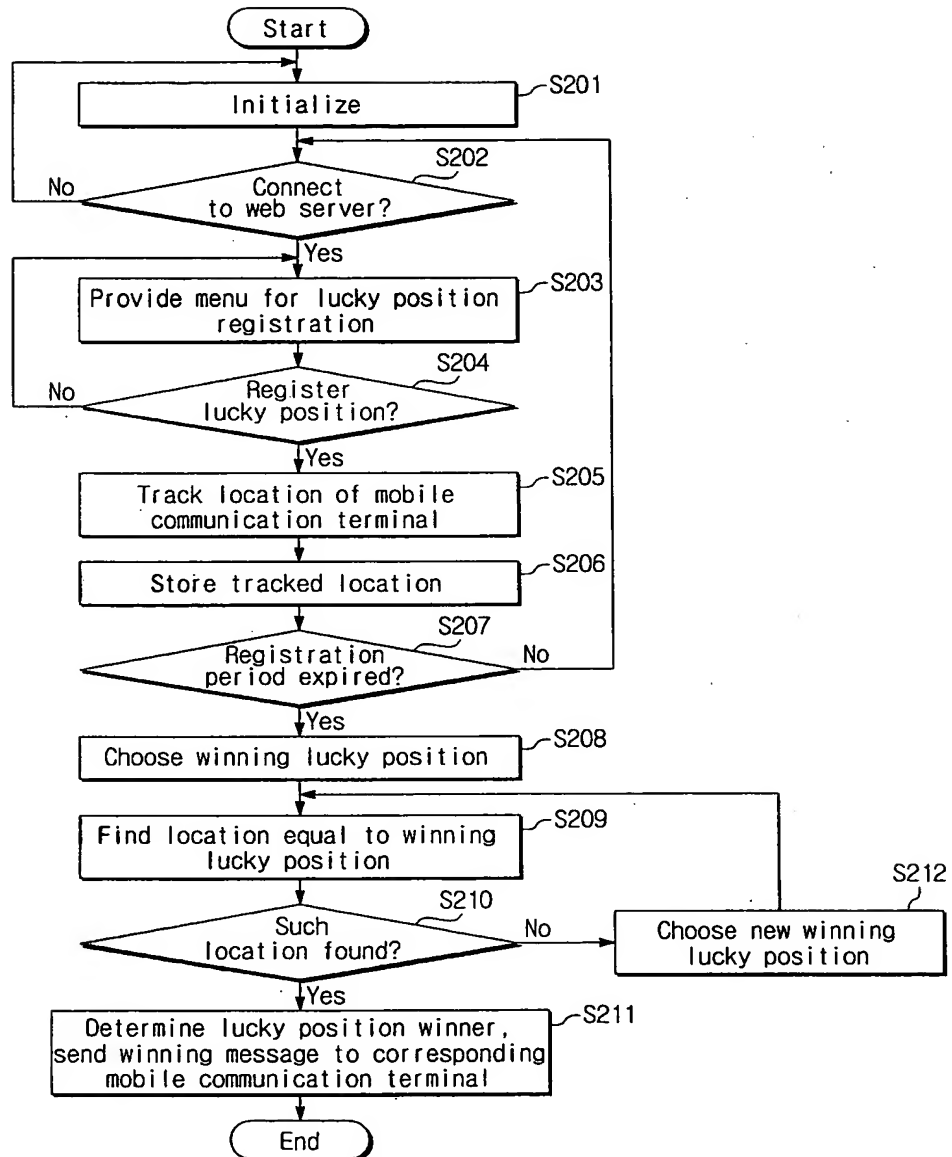 Start
S201
Initialize
S202
No
Connect
to web server?
Yes
S203
Provide menu for lucky position
registration
S204
No
Register
lucky position?
Yes
S205
Track location of mobile
communication terminal
S206
Store tracked location
S207
Registration
period expired?
No
Yes
S208
Choose winning lucky position
S209
Find location equal to winning
lucky position
S210
Such
location found?
No
S212
Choose new winning
lucky position
Yes
S211
Determine lucky position winner,
send winning message to corresponding
mobile communication terminal
End